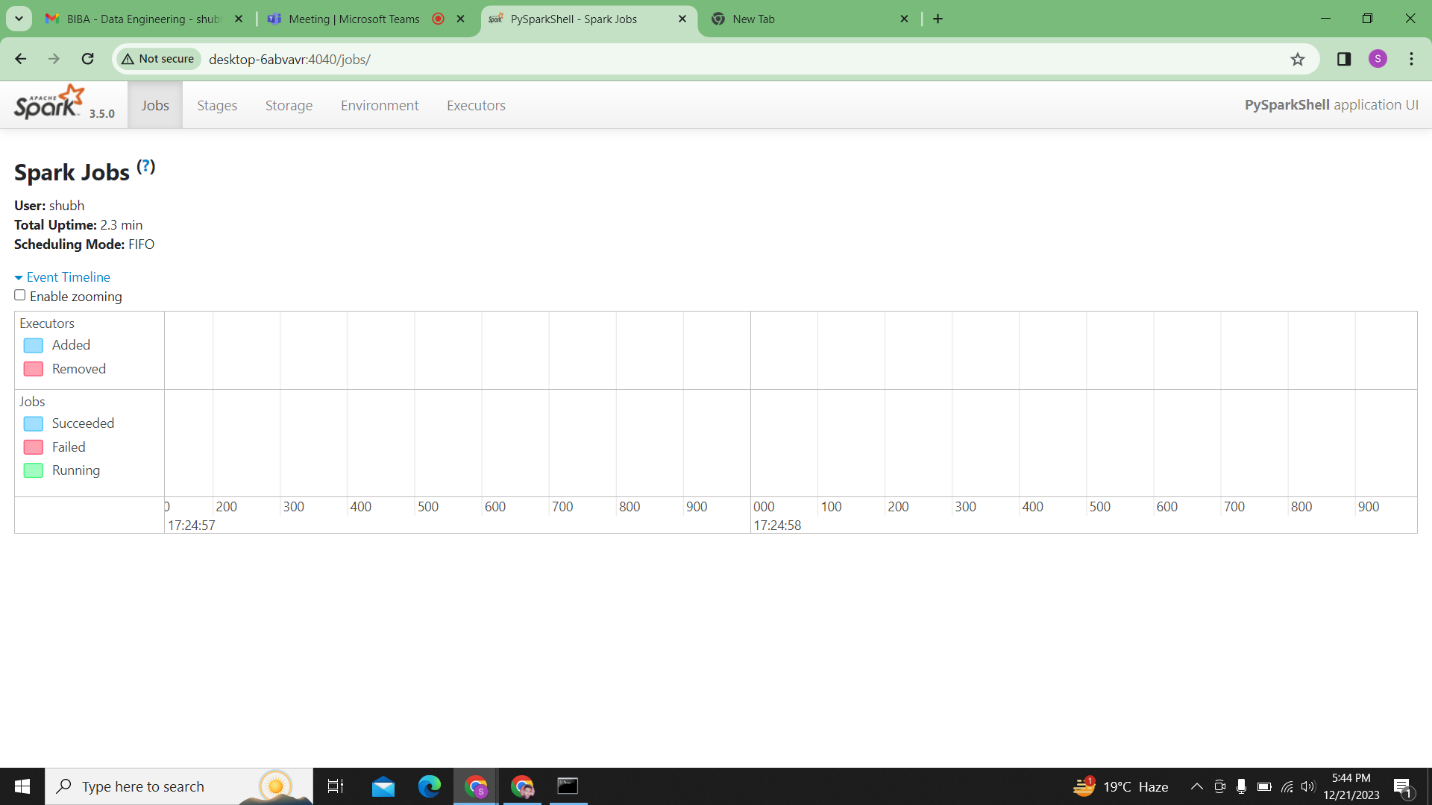 BIBA - Data Engineering - shub
Meeting | Microsoft Teams
Spark
PySparkShell - Spark Jobs
New Tab
Not secure
desktop-6abvavr:4040/jobs/
S
APACHE
Spark
3.5.0
Jobs
Stages
Storage
Environment
Executors
PySparkShell application UI
Spark Jobs (?)
User: shubh
Total Uptime: 2.3 min
Scheduling Mode: FIFO
Event Timeline
Enable zooming
Executors
Added
Removed
Jobs
Succeeded
Failed
Running
200 300 400 500 600 700 800 900 000 100 200 300 400 500 600 700 800 900
17:24:57 17:24:58
Type here to search
S
1
19°C Haze
5:44 PM
12/21/2023
1